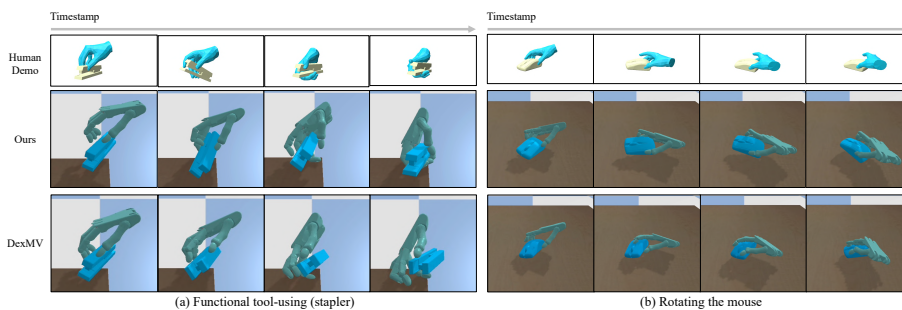 Timestamp
Timestamp
Human
Demo
Ours
DexMV
(a) Functional tool-using (stapler)
(b) Rotating the mouse